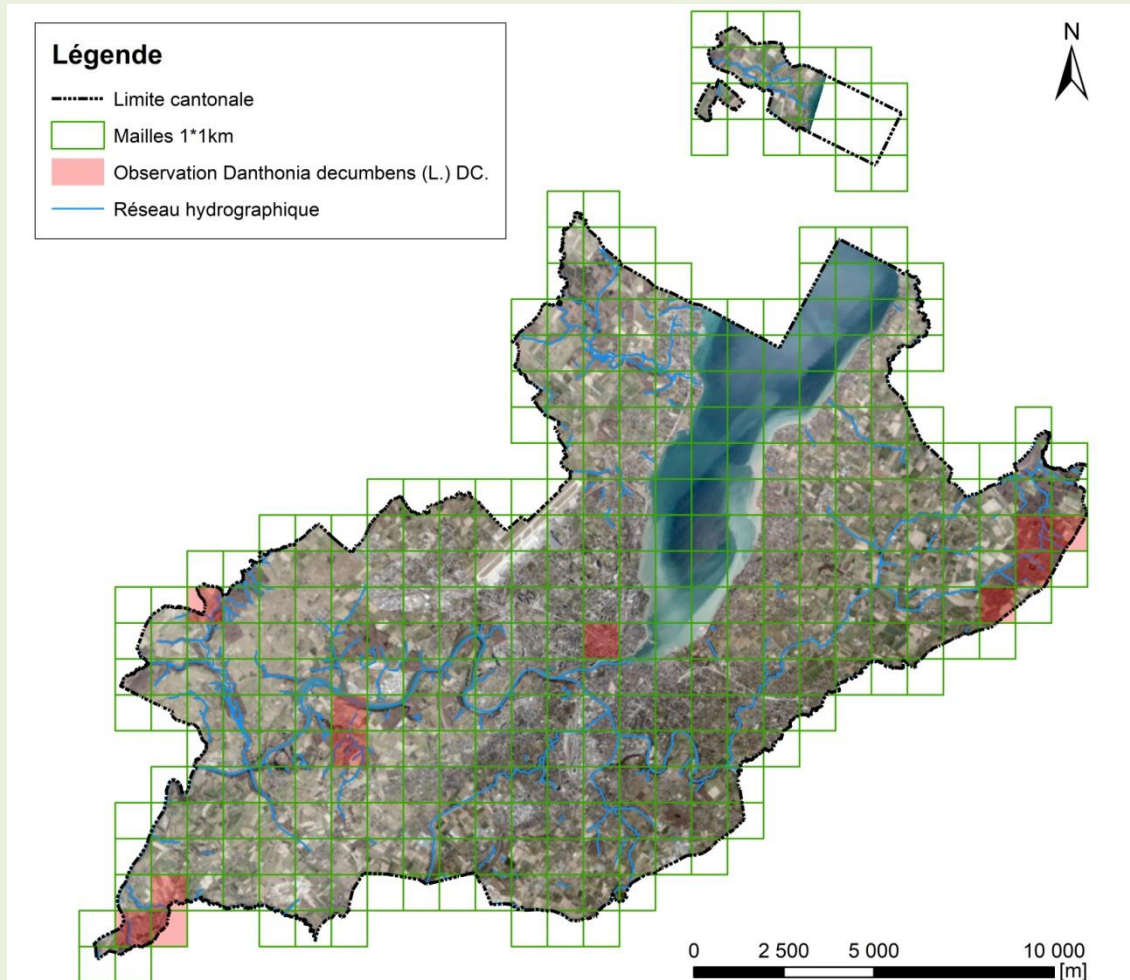 Légende
Limite cantonale
Mailles 1*1km
Observation Danthonia decumbens (L.) DC.
Réseau hydrographique
N
0 2 500 5 000 10 000
[m]